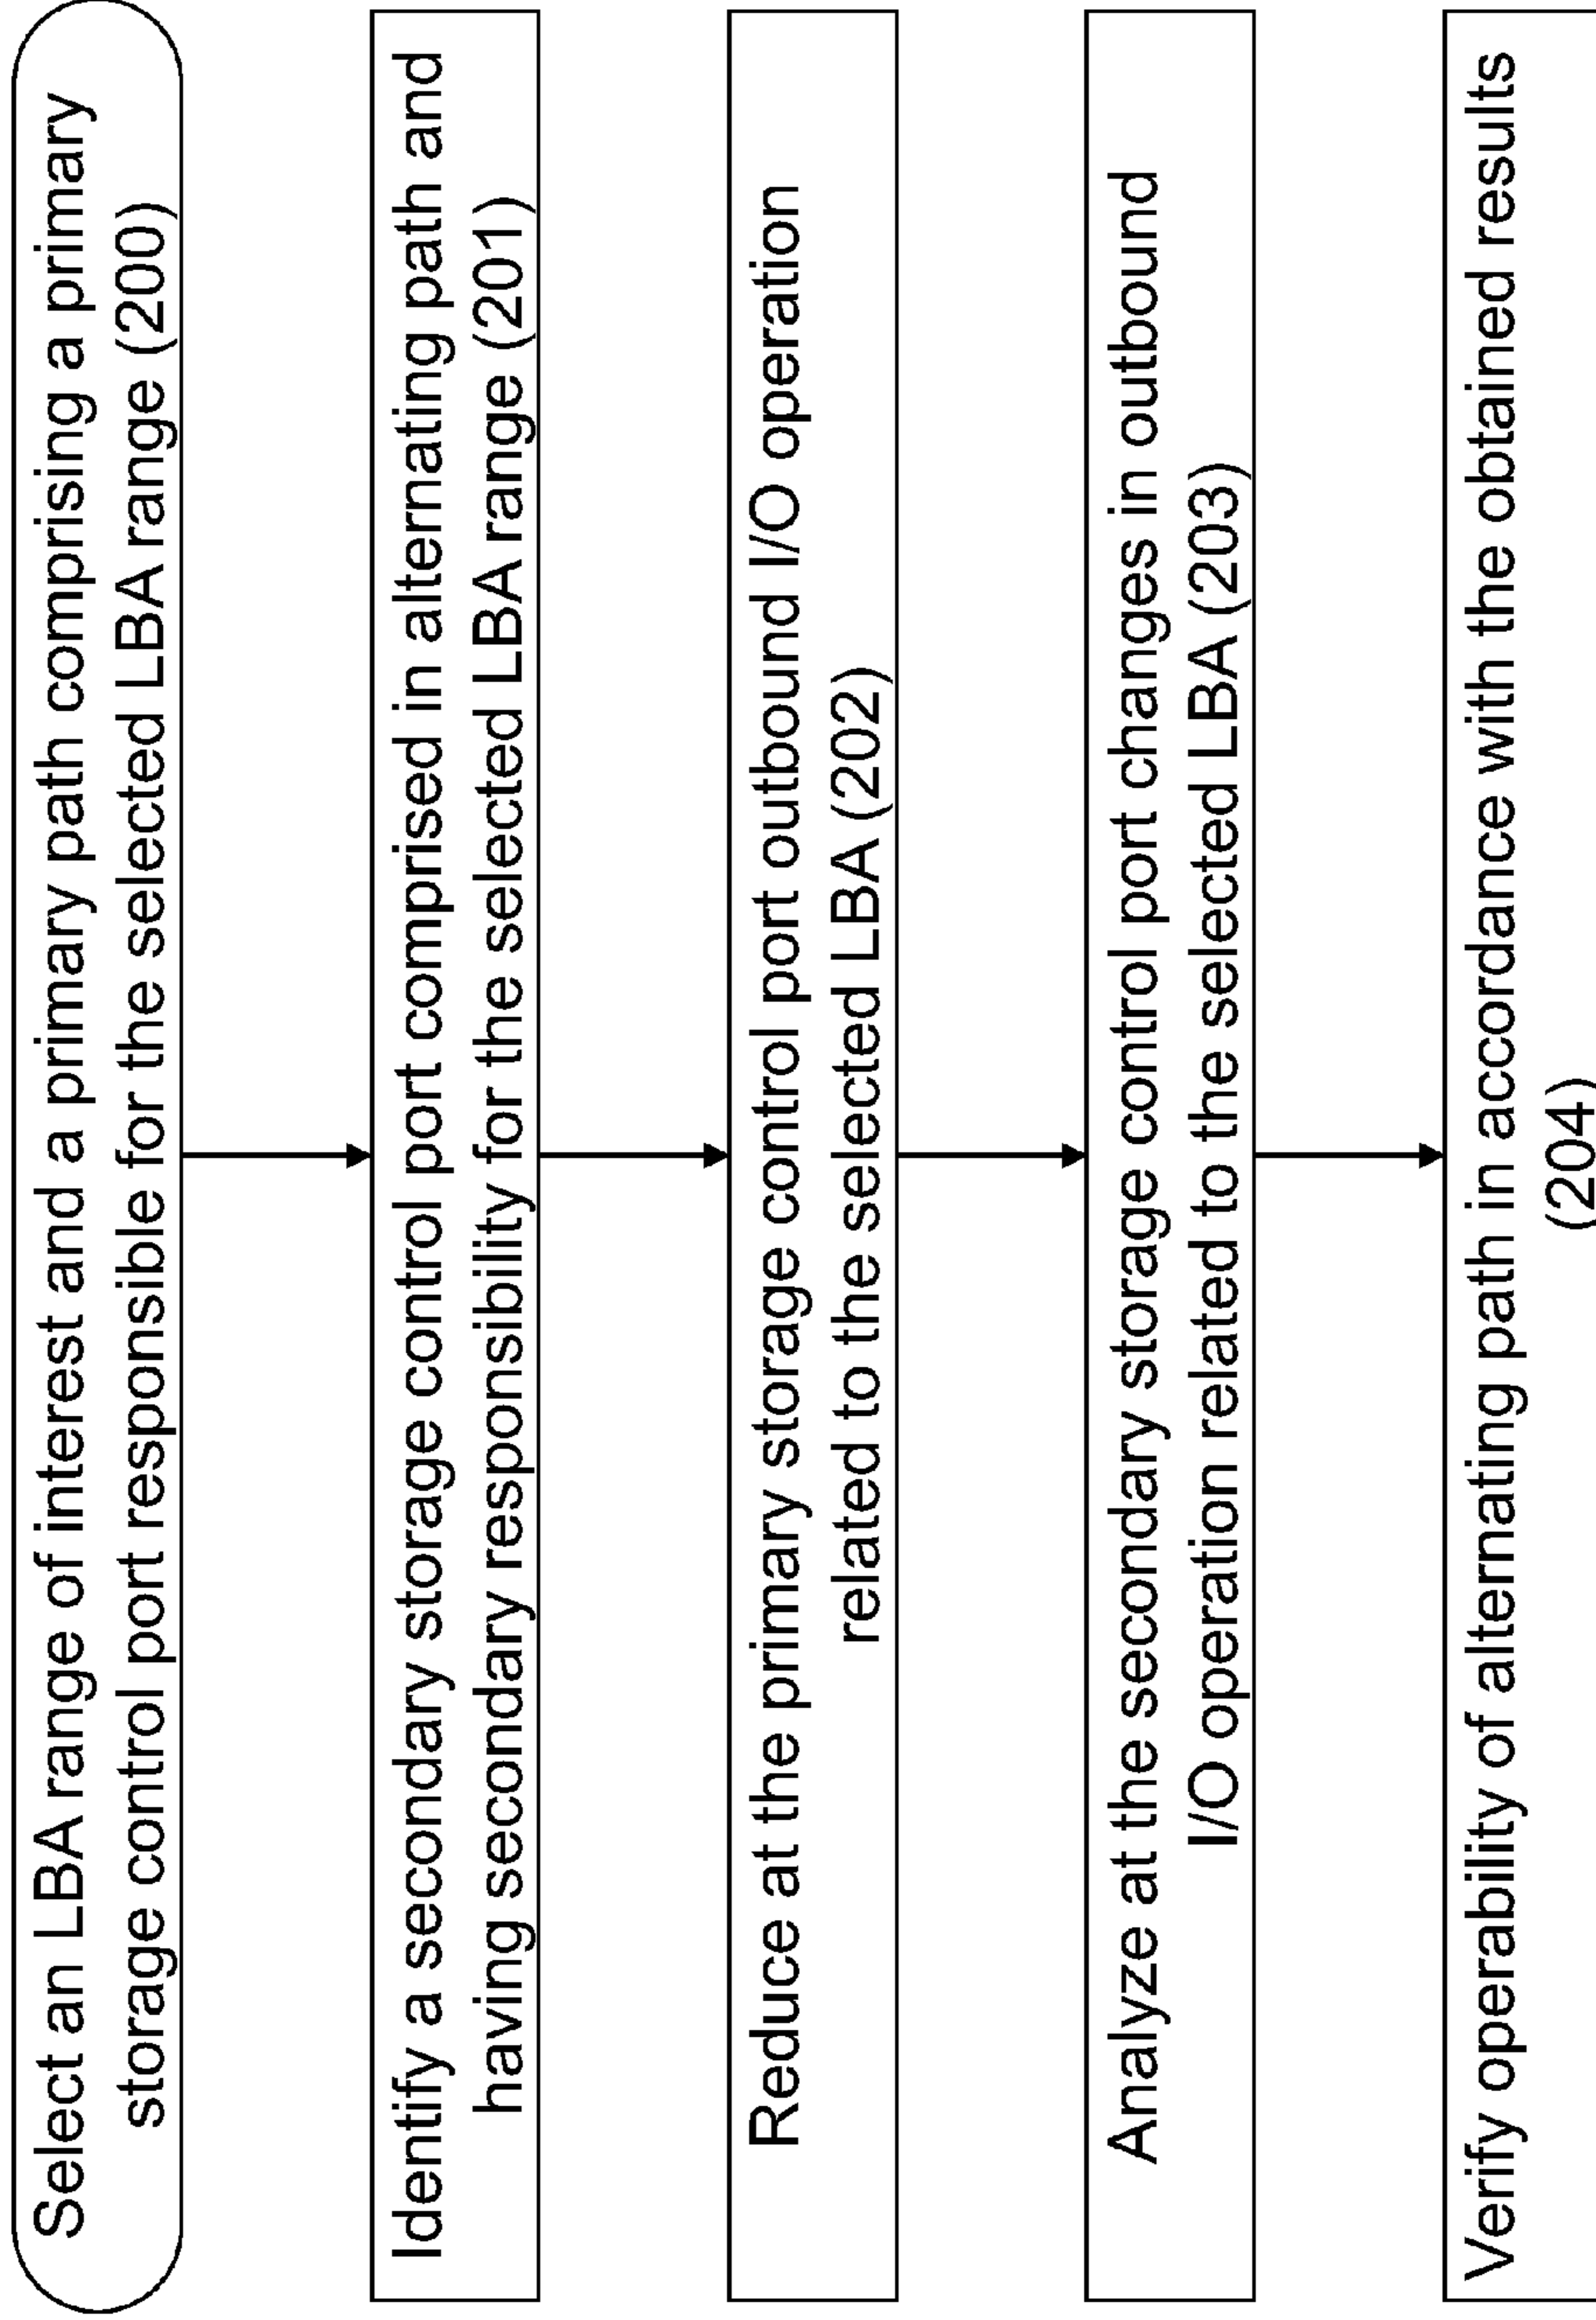 Select an LBA range of interest and a primary path comprising a primary
storage control port responsible for the selected LBA range (200)
Identify a secondary storage control port comprised in alternating path and
having secondary responsibility for the selected LBA range (201)
Reduce at the primary storage control port outbound I/O operation
related to the selected LBA (202)
Analyze at the secondary storage control port changes in outbound
I/O operation related to the selected LBA (203)
Verify operability of alternating path in accordance with the obtained results
(204)